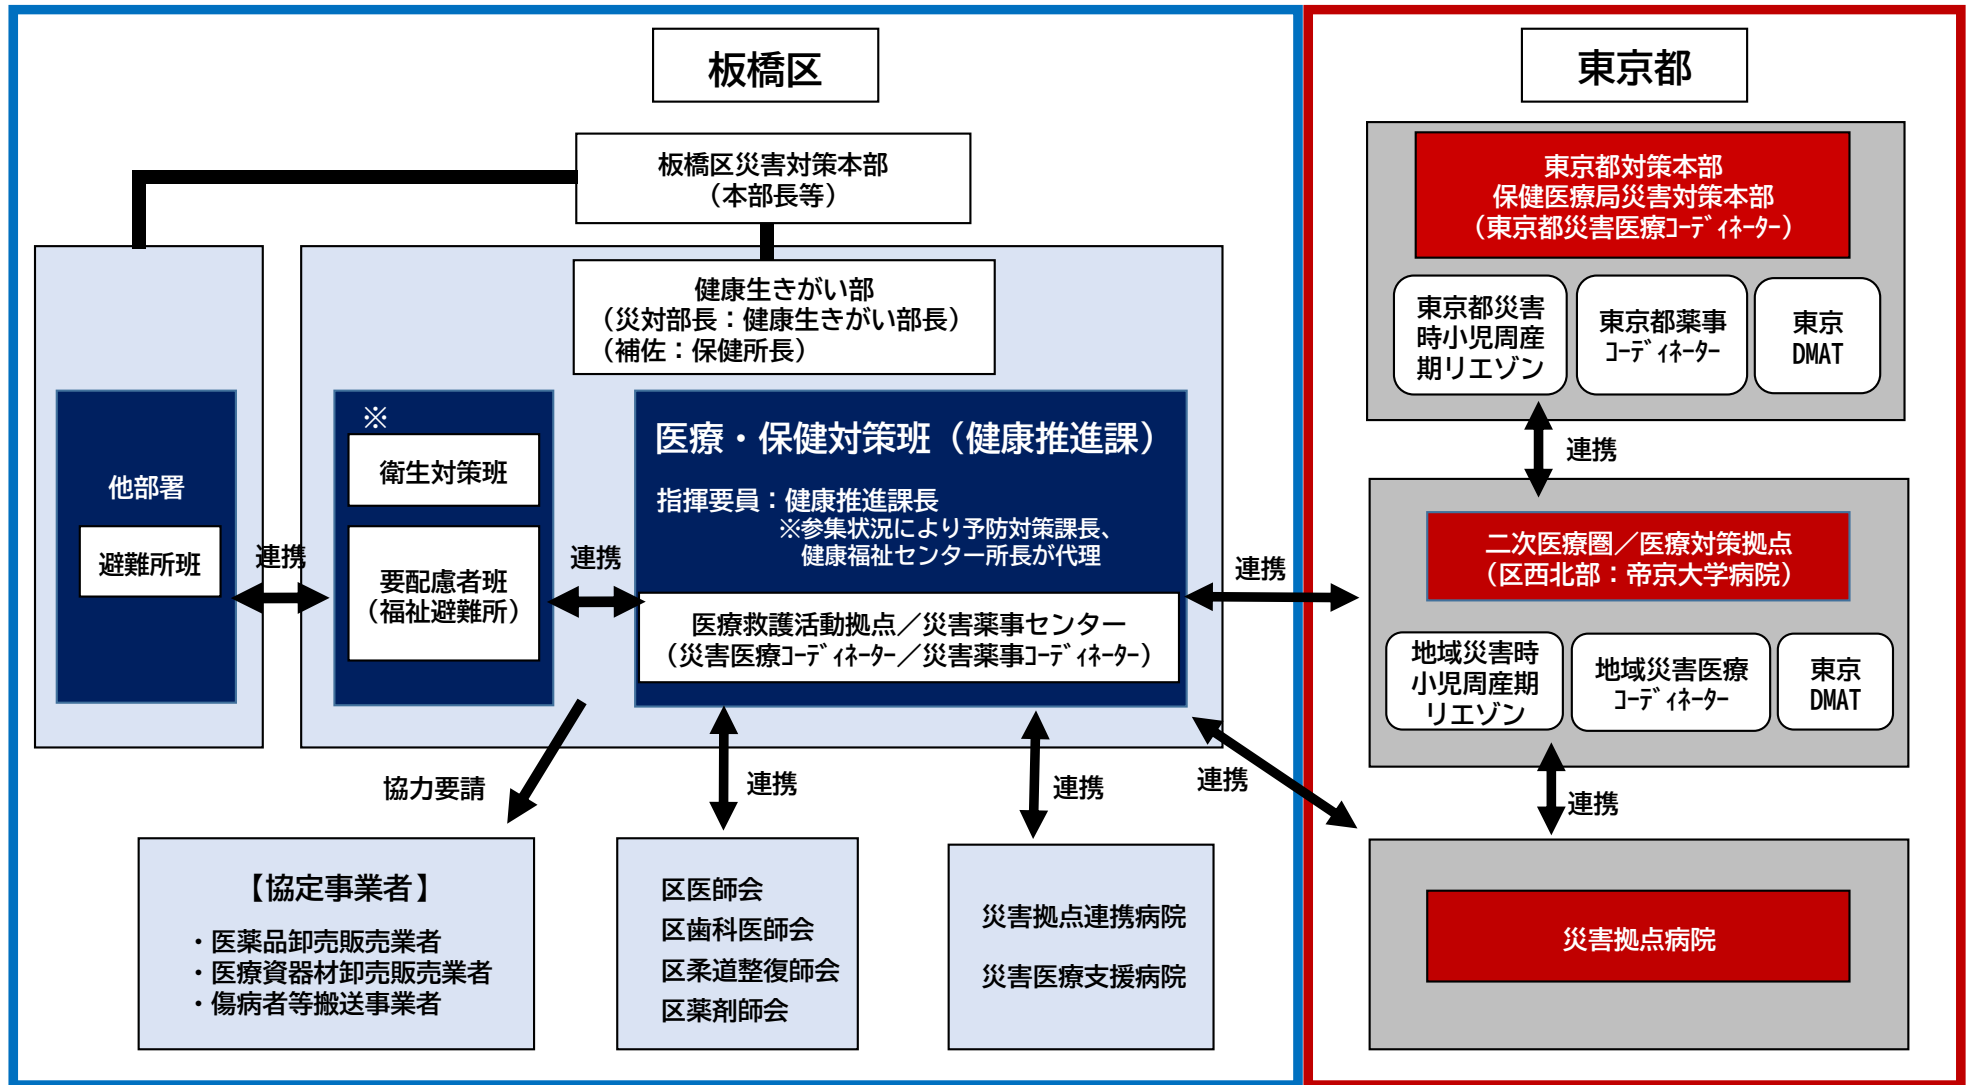 板橋区
板橋区災害対策本部
（本部長等）
健康生きがい部
（災対部長：健康生きがい部長）
（補佐：保健所長）
他部署
避難所班
連携
※
衛生対策班
要配慮者班
（福祉避難所）
連携
医療・保健対策班（健康推進課）
指揮要員：健康推進課長
※参集状況により予防対策課長、
健康福祉センター所長が代理
医療救護活動拠点／災害薬事センター
（災害医療ｺｰﾃﾞｨﾈｰﾀｰ／災害薬事ｺｰﾃﾞｨﾈｰﾀｰ）
連携
協力要請
連携
連携
連携
【協定事業者】
・医薬品卸売販売業者
・医療資器材卸売販売業者
・傷病者等搬送事業者
区医師会
区歯科医師会
区柔道整復師会
区薬剤師会
災害拠点連携病院
災害医療支援病院
東京都
東京都対策本部
保健医療局災害対策本部
（東京都災害医療ｺｰﾃﾞｨﾈｰﾀｰ）
東京都災害
時小児周産
期リエゾン
東京都薬事
ｺｰﾃﾞｨﾈｰﾀｰ
東京
DMAT
連携
二次医療圏／医療対策拠点
（区西北部：帝京大学病院）
地域災害時
小児周産期
リエゾン
地域災害医療
ｺｰﾃﾞｨﾈｰﾀｰ
東京
DMAT
連携
災害拠点病院